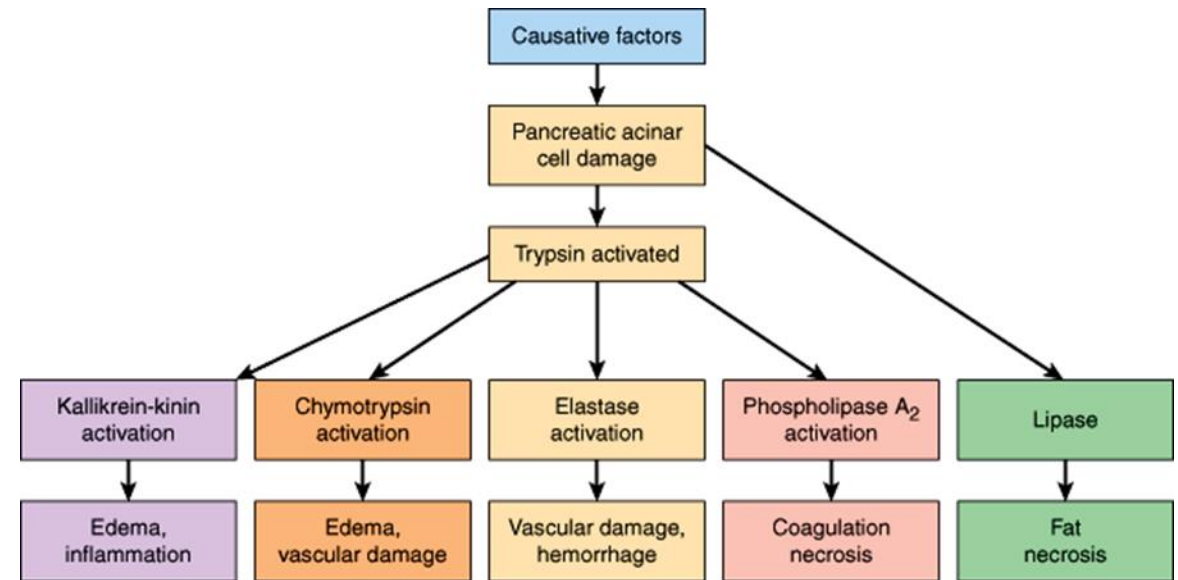 Causative factors
Pancreatic acinar
cell damage
Trypsin activated
Kallikrein-kinin
activation
Chymotrypsin
activation
Elastase
activation
Phospholipase A₂
activation
Lipase
Edema,
inflammation
Edema,
vascular damage
Vascular damage,
hemorrhage
Coagulation
necrosis
Fat
necrosis